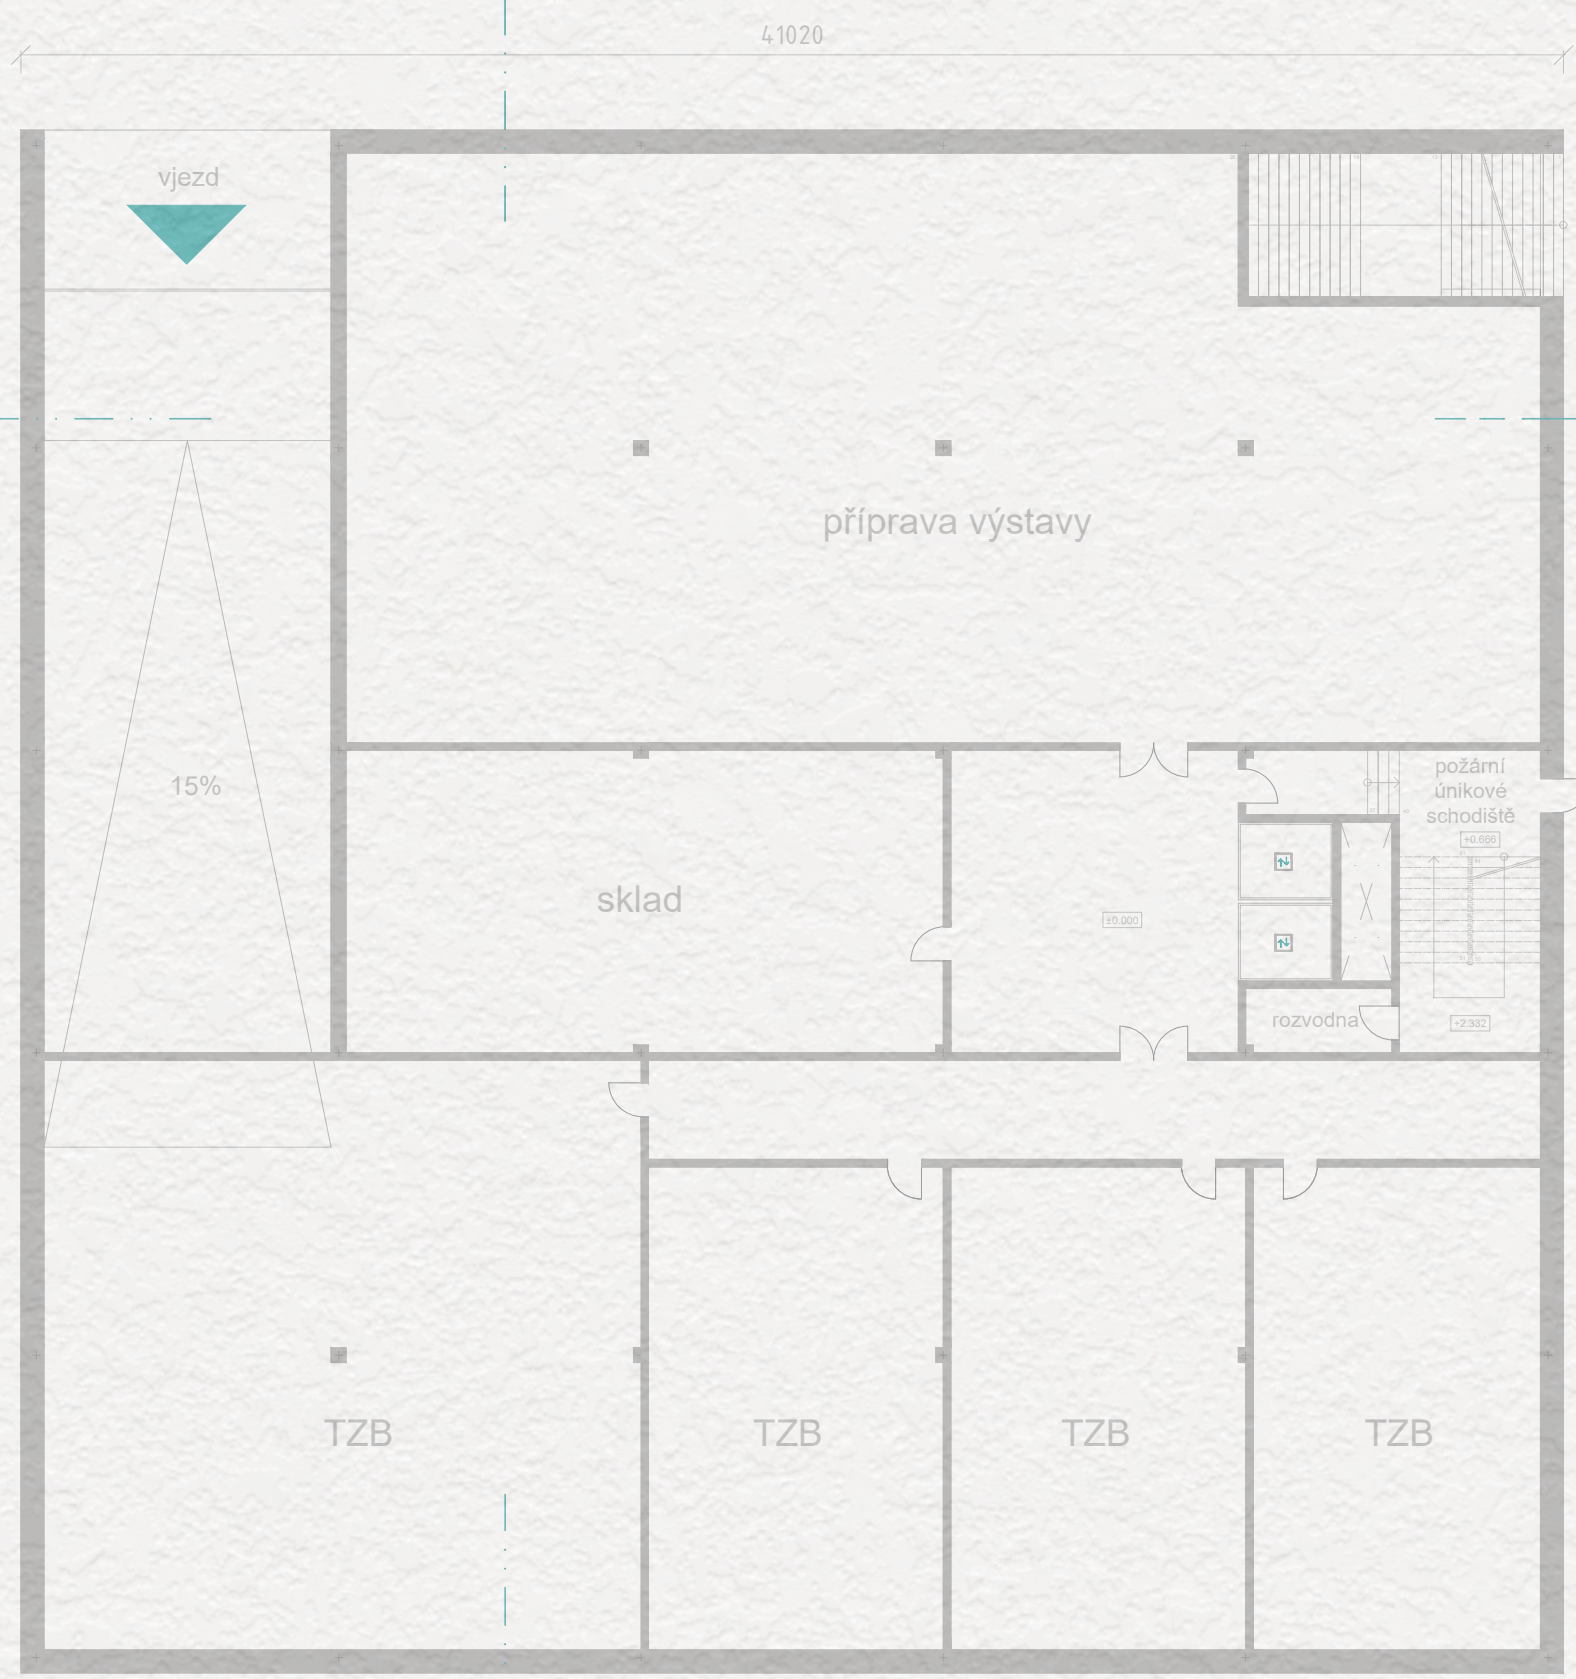 41020
vjezd
příprava výstavy
15%
požární
únikové
schodiště
+0.666
sklad
±0.000
rozvodna
+2.332
TZB
TZB
TZB
TZB